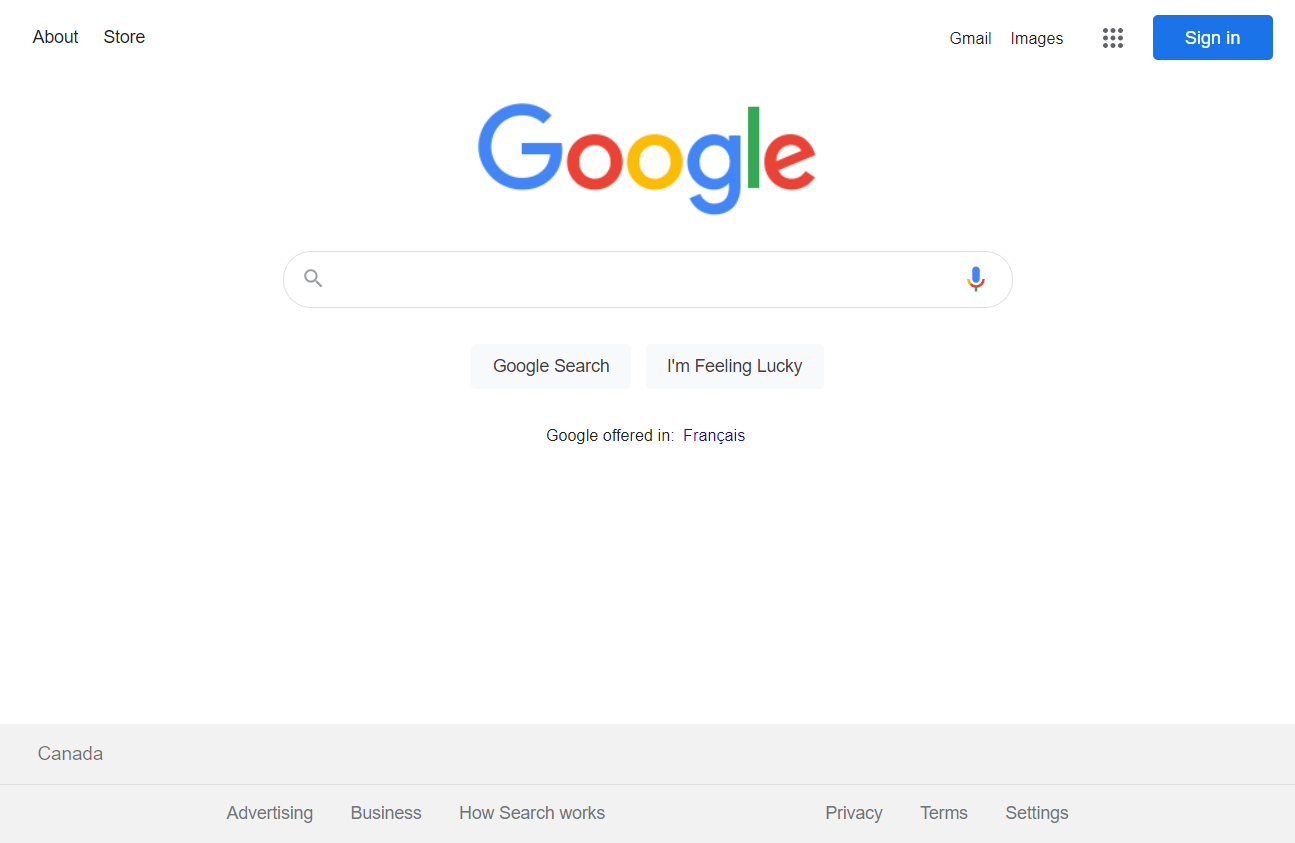 About Store Gmail Images Sign in
Google
Google Search I'm Feeling Lucky
Google offered in: Français
Canada
Advertising Business How Search works Privacy Terms Settings